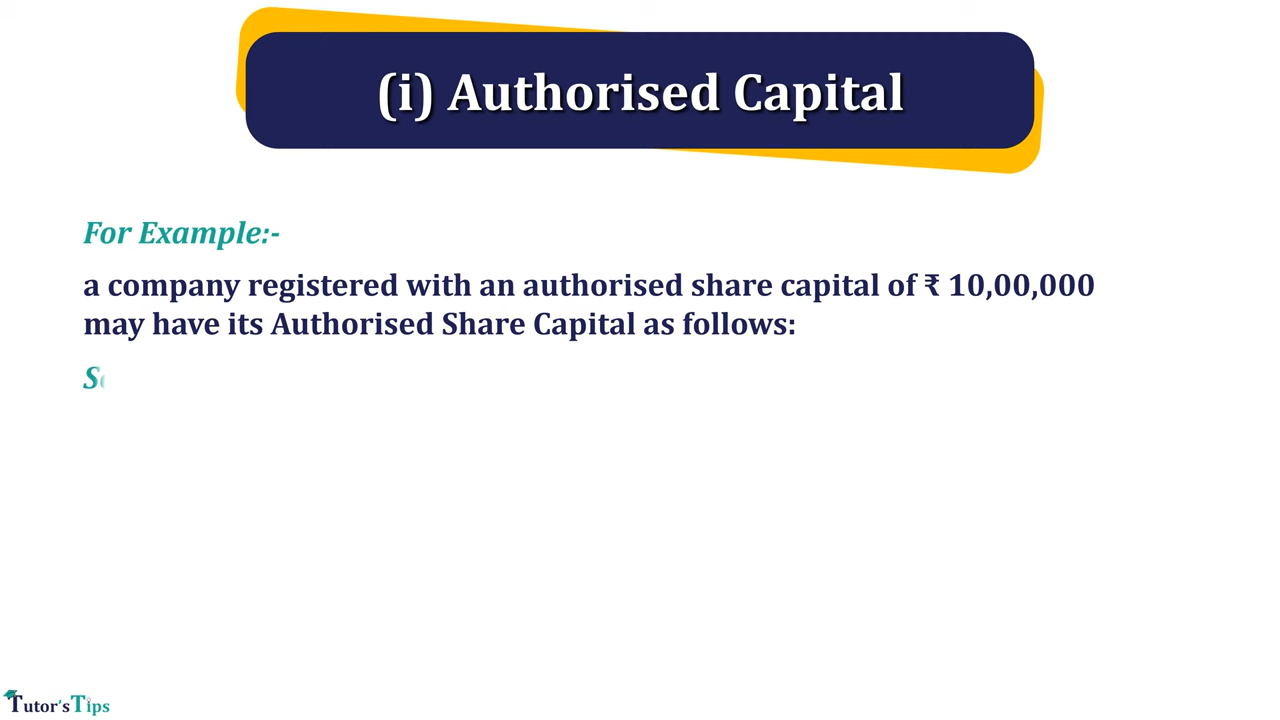 (i) Authorised Capital
For Example:-
a company registered with an authorised share capital of ₹ 10,00,000
may have its Authorised Share Capital as follows:
Tutor'sTips